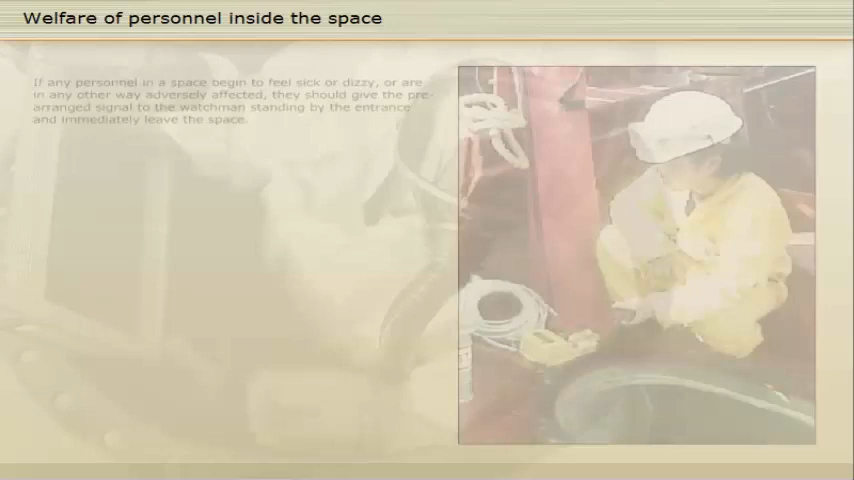 Welfare of personnel inside the space
If any personnel in a space begin to feel sick or dizzy, or are
in any other way adversely affected, they should give the pre-
arranged signal to the watchman standing by the entrance
and immediately leave the space.